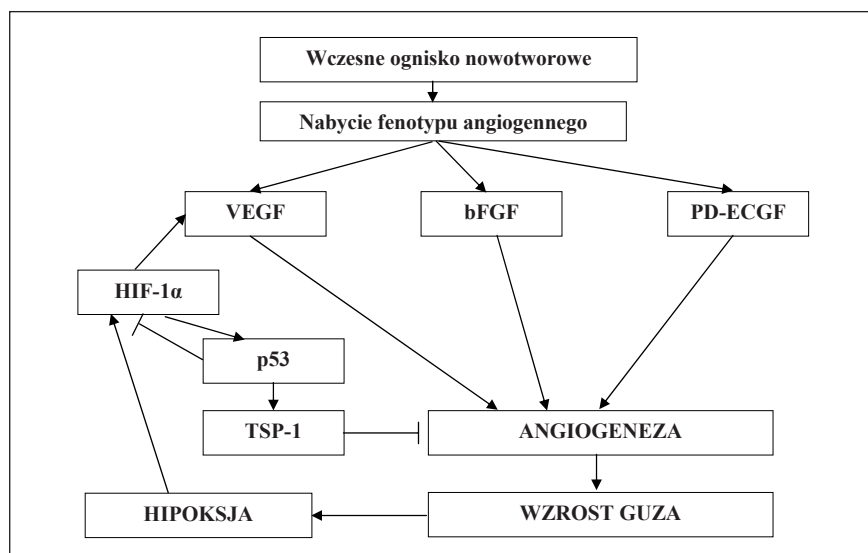 Wczesne ognisko nowotworowe
Nabycie fenotypu angiogennego
VEGF
bFGF
PD-ECGF
HIF-1α
p53
TSP-1
ANGIOGENEZA
HIPOKSJA
WZROST GUZA